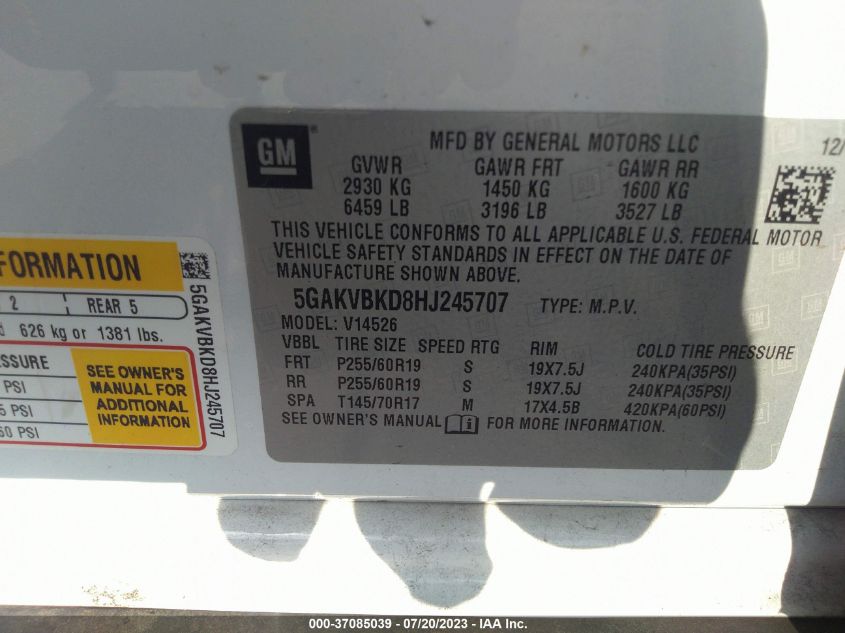 GM
MFD BY GENERAL MOTORS LLC
12/
GVWR GAWR FRT GAWR RR
2930 KG 1450 KG 1600 KG
6459 LB 3196 LB 3527 LB
THIS VEHICLE CONFORMS TO ALL APPLICABLE U.S. FEDERAL MOTOR
VEHICLE SAFETY STANDARDS IN EFFECT ON THE DATE OF
MANUFACTURE SHOWN ABOVE.
5GAKVBKD8HJ245707 TYPE: M.P.V.
MODEL: V14526
VBBL TIRE SIZE SPEED RTG RIM COLD TIRE PRESSURE
FRT P255/60R19 S 19X7.5J 240KPA(35PSI)
RR P255/60R19 S 19X7.5J 240KPA(35PSI)
SPA T145/70R17 M 17X4.5B 420KPA(60PSI)
SEE OWNER'S MANUAL FOR MORE INFORMATION.
FORMATION
2 REAR 5
626 kg or 1381 lbs.
SSURE
PSI
5 PSI
60 PSI
SEE OWNER'S
MANUAL FOR
ADDITIONAL
INFORMATION
5GAKVBKD8HJ245707
000-37085039 - 07/20/2023 - IAA Inc.